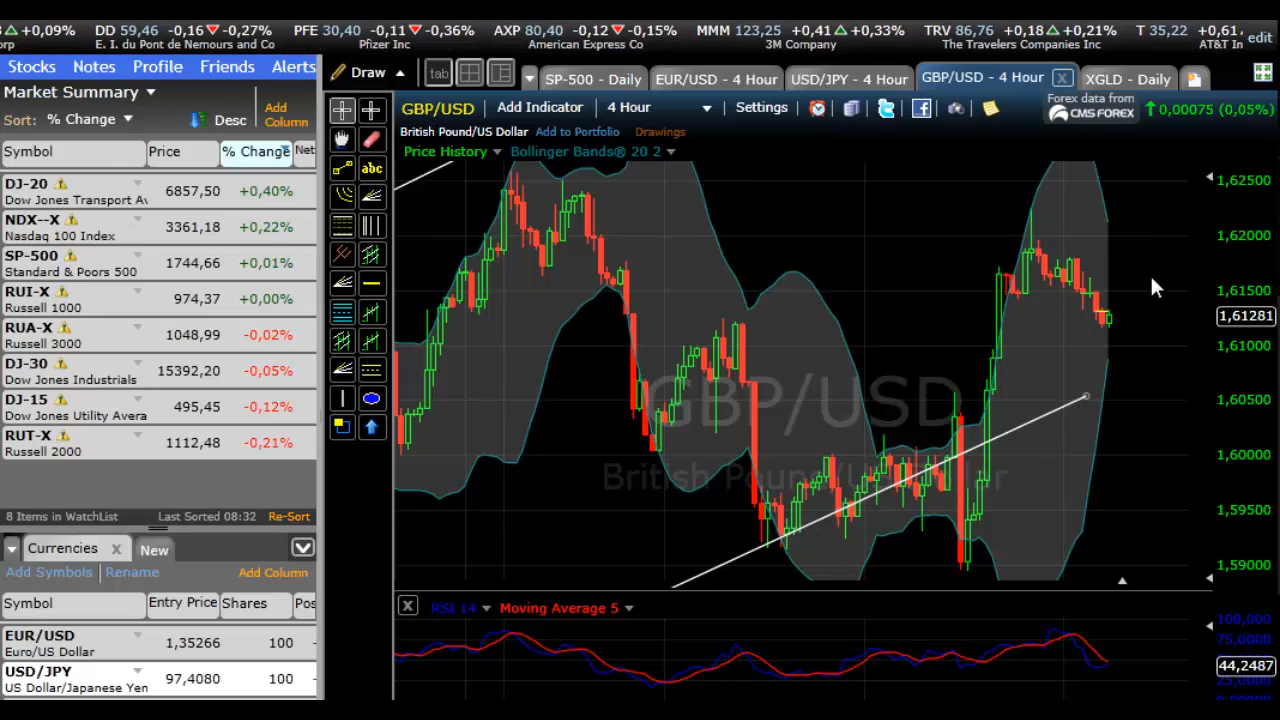 +0,09% DD 59,46 -0,16 -0,27% PFE 30,40 -0,11 -0,36% AXP 80,40 -0,12 -0,15% MMM 123,25 +0,41 +0,33% TRV 86,76 +0,18 +0,21% T 35,22 +0,61
orp E. I. du Pont de Nemours and Co Pfizer Inc American Express Co 3M Company The Travelers Companies Inc AT&T In edit
Stocks Notes Profile Friends Alerts
Draw tab SP-500 - Daily EUR/USD - 4 Hour USD/JPY - 4 Hour GBP/USD - 4 Hour X XGLD - Daily
Market Summary
Sort: % Change Desc Add Column
GBP/USD Add Indicator 4 Hour Settings Forex data from CMS FOREX 0,00075 (0,05%)
British Pound/US Dollar Add to Portfolio Drawings
Price History Bollinger Bands® 20 2
Symbol Price % Change Net
DJ-20 6857,50 +0,40%
Dow Jones Transport Av
NDX--X 3361,18 +0,22%
Nasdaq 100 Index
SP-500 1744,66 +0,01%
Standard & Poors 500
RUI-X 974,37 +0,00%
Russell 1000
RUA-X 1048,99 -0,02%
Russell 3000
DJ-30 15392,20 -0,05%
Dow Jones Industrials
DJ-15 495,45 -0,12%
Dow Jones Utility Avera
RUT-X 1112,48 -0,21%
Russell 2000
8 Items in WatchList Last Sorted 08:32 Re-Sort
Currencies X New
Add Symbols Rename Add Column
Symbol Entry Price Shares Pos
EUR/USD 1,35266 100
Euro/US Dollar
USD/JPY 97,4080 100
US Dollar/Japanese Yen
abc
GBP/USD
British Pound/US Dollar
1,62500
1,62000
1,61500
1,61281
1,61000
1,60500
1,60000
1,59500
1,59000
X RSI 14 Moving Average 5
100,000
75,0000
44,2487
25,0000